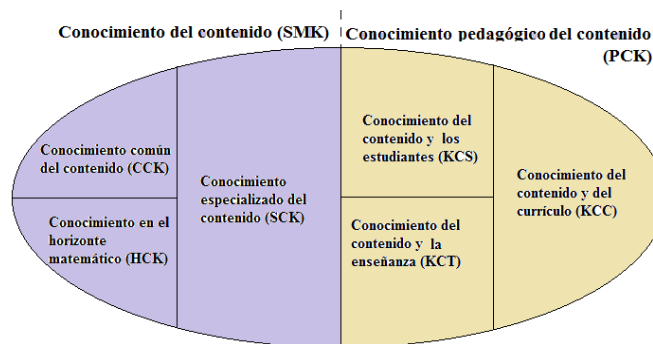 Conocimiento del contenido (SMK)
Conocimiento pedagógico del contenido
(PCK)
Conocimiento común
del contenido (CCK)
Conocimiento en el
horizonte
matemático (HCK)
Conocimiento
especializado
del contenido (SCK)
Conocimiento del
contenido y los
estudiantes (KCS)
Conocimiento del
contenido y la
enseñanza (KCT)
Conocimiento del
contenido y del
currículo (KCC)